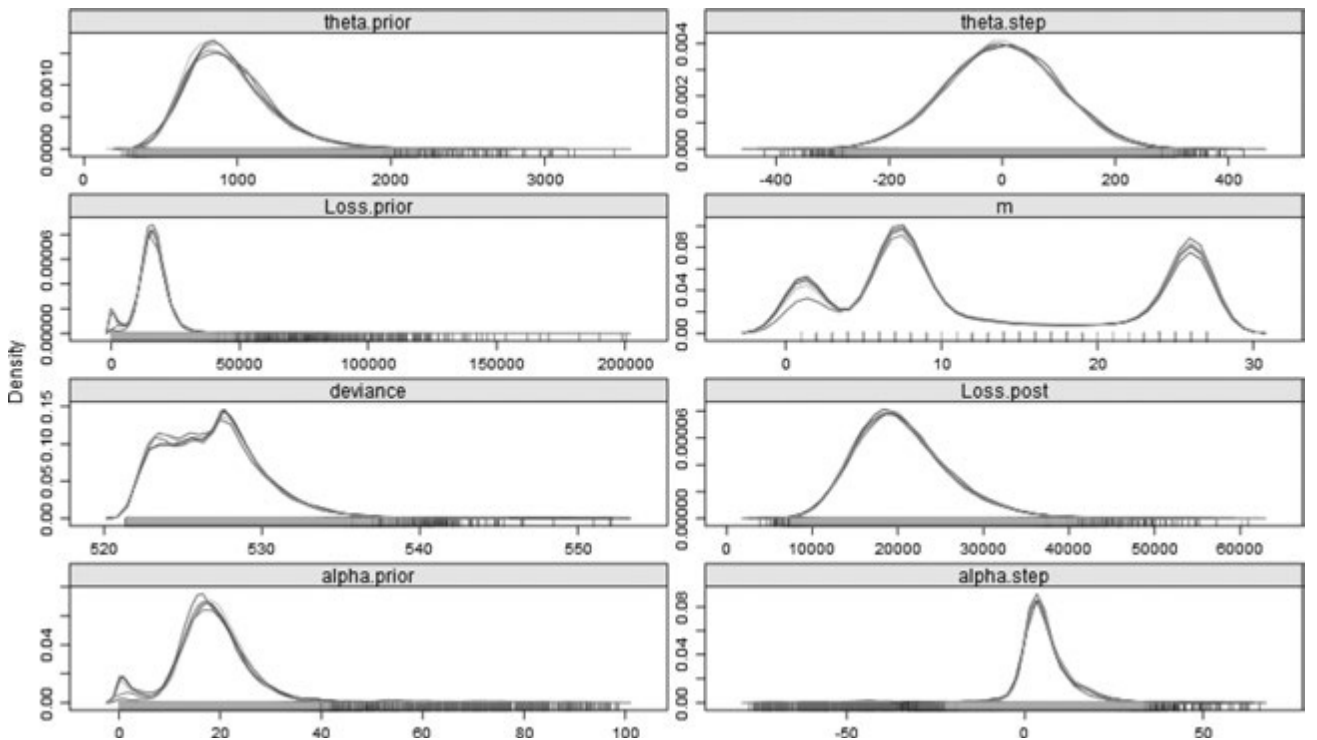 theta.prior
theta.step
0.0000 0.0010
0.000 0.002 0.004
0 1000 2000 3000
-400 -200 0 200 400
Loss.prior
m
0.00000 0.00006
0.00 0.04 0.08
0 50000 100000 150000 200000
0 10 20 30
Density
deviance
Loss.post
0.00 0.05 0.10 0.15
0.00000 0.00006
520 530 540 550
0 10000 20000 30000 40000 50000 60000
alpha.prior
alpha.step
0.00 0.04
0.00 0.04 0.08
0 20 40 60 80 100
-50 0 50